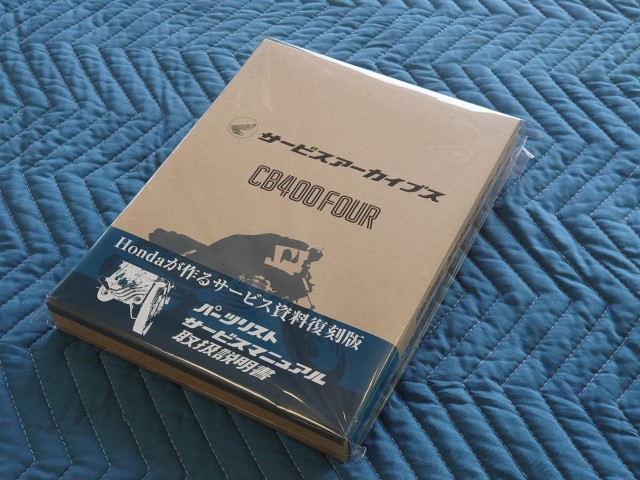 サービスアーカイブス
CB400FOUR
Hondaが作るサービス資料復刻版
パーツリスト
サービスマニュアル
取扱説明書